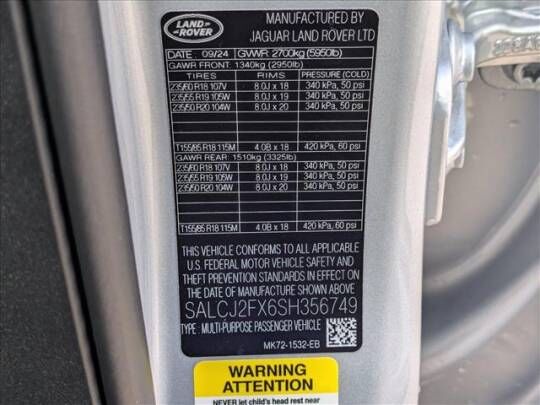 LAND ROVER
MANUFACTURED BY
JAGUAR LAND ROVER LTD
DATE 09/24 GVWR 2700kg (5950lb)
GAWR FRONT: 1340kg (2950lb)
TIRES RIMS PRESSURE (COLD)
235/60 R18 107V 8.0J x 18 340 kPa, 50 psi
235/55 R19 105W 8.0J x 19 340 kPa, 50 psi
235/50 R20 104W 8.0J x 20 340 kPa, 50 psi
T155/85 R18 115M 4.0B x 18 420 kPa, 60 psi
GAWR REAR: 1510kg (3325lb)
235/60 R18 107V 8.0J x 18 340 kPa, 50 psi
235/55 R19 105W 8.0J x 19 340 kPa, 50 psi
235/50 R20 104W 8.0J x 20 340 kPa, 50 psi
T155/85 R18 115M 4.0B x 18 420 kPa, 60 psi
THIS VEHICLE CONFORMS TO ALL APPLICABLE
U.S. FEDERAL MOTOR VEHICLE SAFETY AND
THEFT PREVENTION STANDARDS IN EFFECT ON
THE DATE OF MANUFACTURE SHOWN ABOVE
SALCJ2FX6SH356749
TYPE: MULTI-PURPOSE PASSENGER VEHICLE
MK72-1532-EB
WARNING
ATTENTION
NEVER let child's head rest near